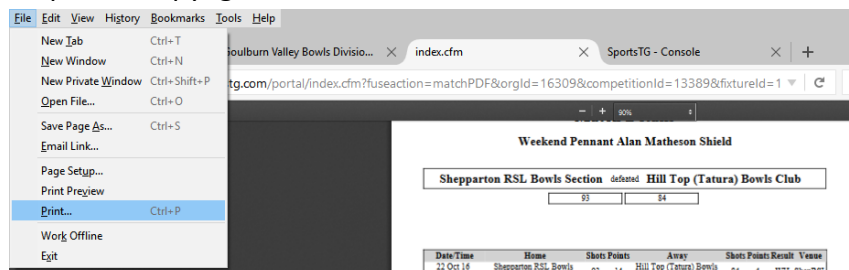 File Edit View History Bookmarks Tools Help
New Tab Ctrl+T
New Window Ctrl+N
New Private Window Ctrl+Shift+P
Open File... Ctrl+O
Save Page As... Ctrl+S
Email Link...
Page Setup...
Print Preview
Print... Ctrl+P
Work Offline
Exit
oulburn Valley Bowls Divisio... × index.cfm × SportsTG - Console × +
tg.com/portal/index.cfm?fuseaction=matchPDF&orgId=16309&competitionId=13389&fixtureId=1
− + 90%
Weekend Pennant Alan Matheson Shield
Shepparton RSL Bowls Section defeated Hill Top (Tatura) Bowls Club
93 84
Date/Time Home Shots Points Away Shots Points Result Venue
22 Oct 16 Shepparton RSL Bowls Hill Top (Tatura) Bowls